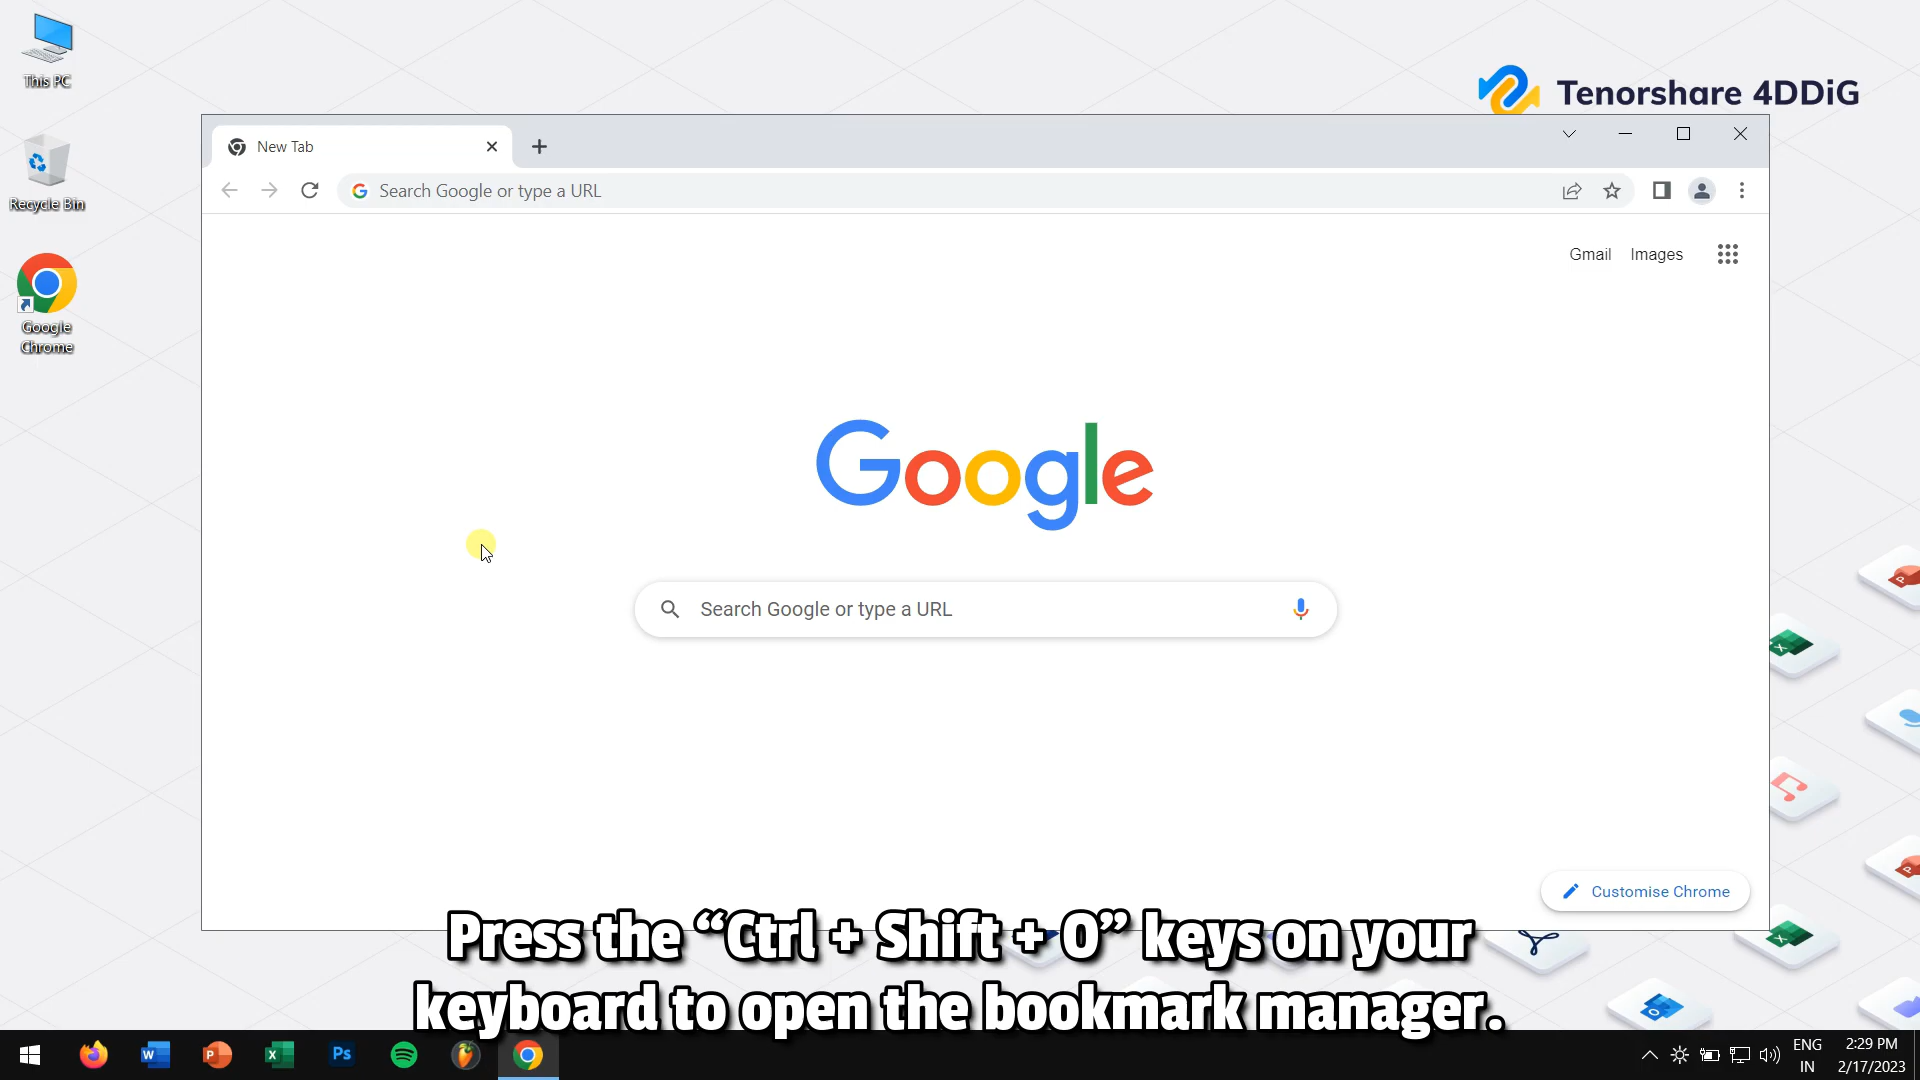 This PC
Recycle Bin
Google
Chrome
Tenorshare 4DDiG
New Tab
Search Google or type a URL
Gmail Images
Google
Search Google or type a URL
Customise Chrome
Press the “Ctrl + Shift + O” keys on your
keyboard to open the bookmark manager.
ENG
IN
2:29 PM
2/17/2023